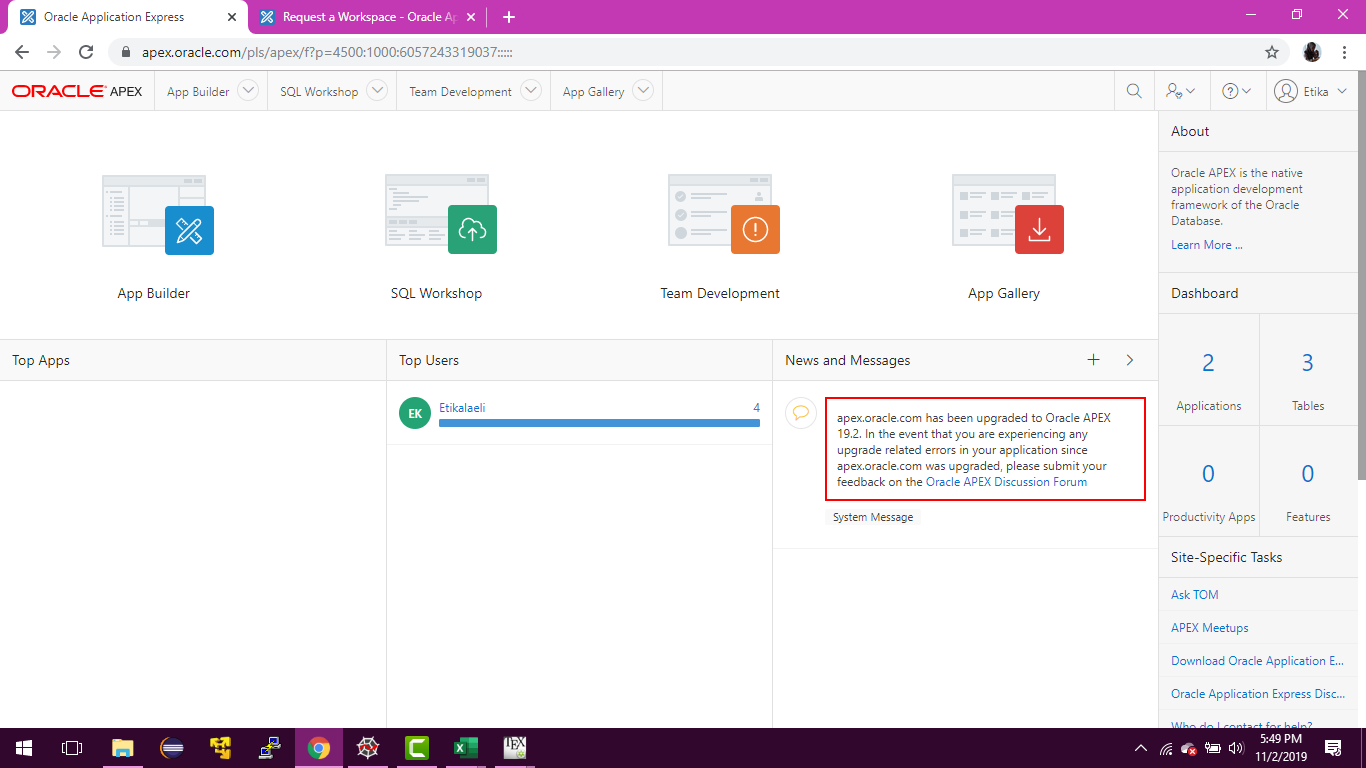 Oracle Application Express
Request a Workspace - Oracle Ap
apex.oracle.com/pls/apex/f?p=4500:1000:6057243319037:::::
ORACLE APEX
App Builder
SQL Workshop
Team Development
App Gallery
Etika
App Builder
SQL Workshop
Team Development
App Gallery
About
Oracle APEX is the native
application development
framework of the Oracle
Database.
Learn More ...
Dashboard
2
Applications
3
Tables
0
Productivity Apps
0
Features
Site-Specific Tasks
Ask TOM
APEX Meetups
Download Oracle Application E...
Oracle Application Express Disc...
Who do I contact for help?
Top Apps
Top Users
EK
Etikalaeli
4
News and Messages
apex.oracle.com has been upgraded to Oracle APEX
19.2. In the event that you are experiencing any
upgrade related errors in your application since
apex.oracle.com was upgraded, please submit your
feedback on the Oracle APEX Discussion Forum
System Message
TEX
5:49 PM
11/2/2019